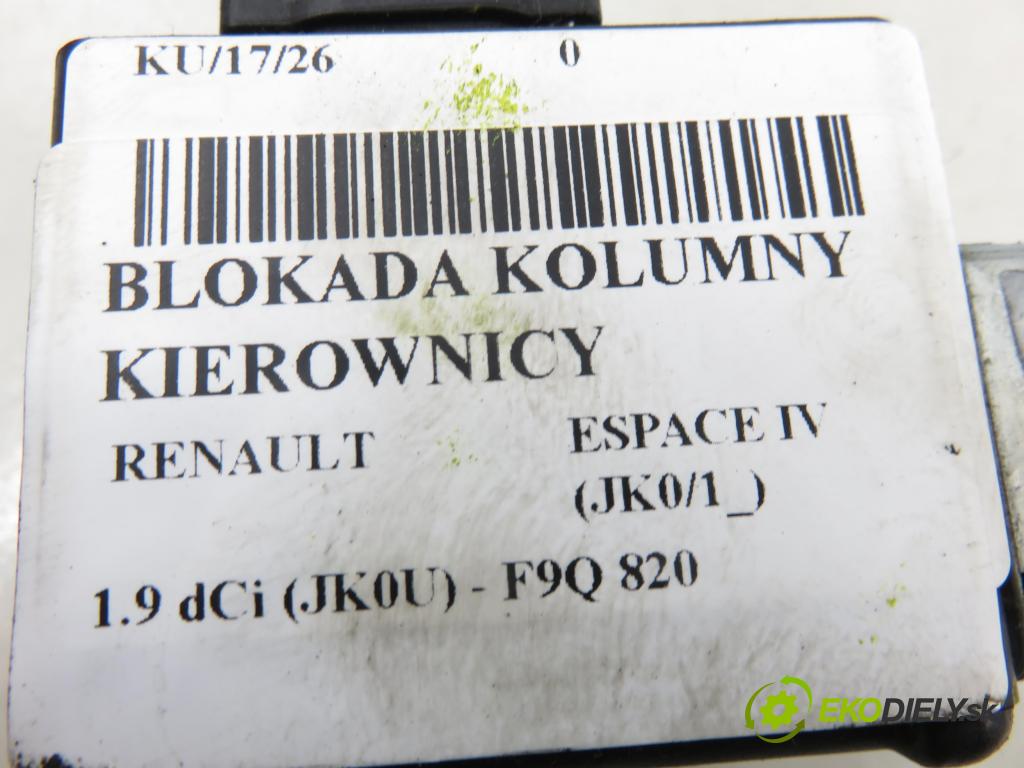 KU/17/26 0
BLOKADA KOLUMNY
KIEROWNICY
RENAULT ESPACE IV
(JK0/1_)
1.9 dCi (JK0U) - F9Q 820
EKODIELY.sk